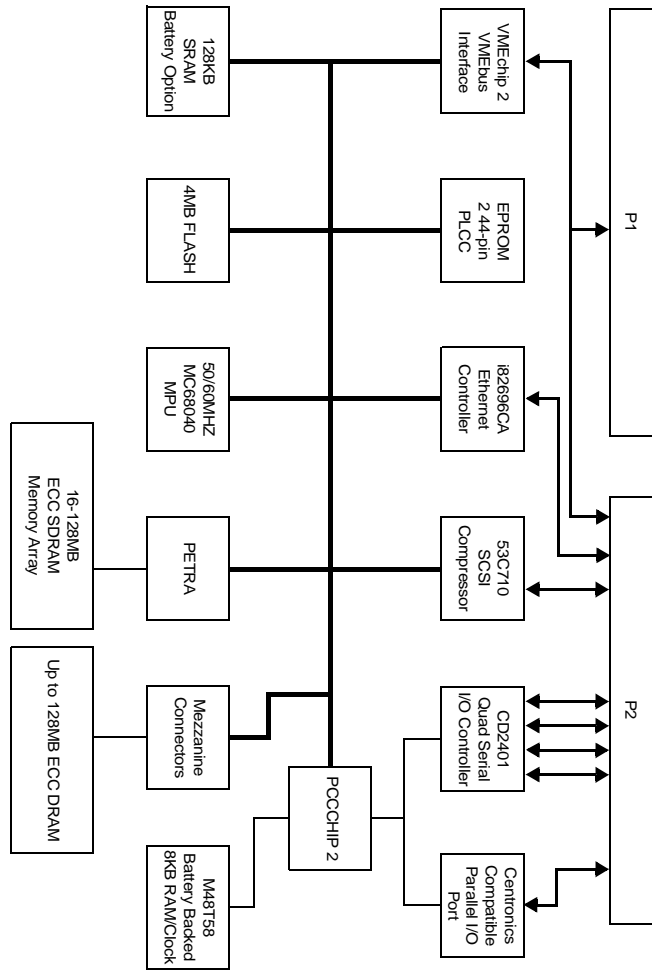 P1
P2
VMEchip 2
VMEbus
Interface
EPROM
2 44-pin
PLCC
i82696CA
Ethernet
Controller
53C710
SCSI
Compressor
CD2401
Quad Serial
I/O Controller
Centronics
Compatible
Parallel I/O
Port
PCCCHIP 2
128KB
SRAM
Battery Option
4MB FLASH
50/60MHZ
MC68040
MPU
PETRA
Mezzanine
Connectors
M48T58
Battery Backed
8KB RAM/Clock
16-128MB
ECC SDRAM
Memory Array
Up to 128MB ECC DRAM